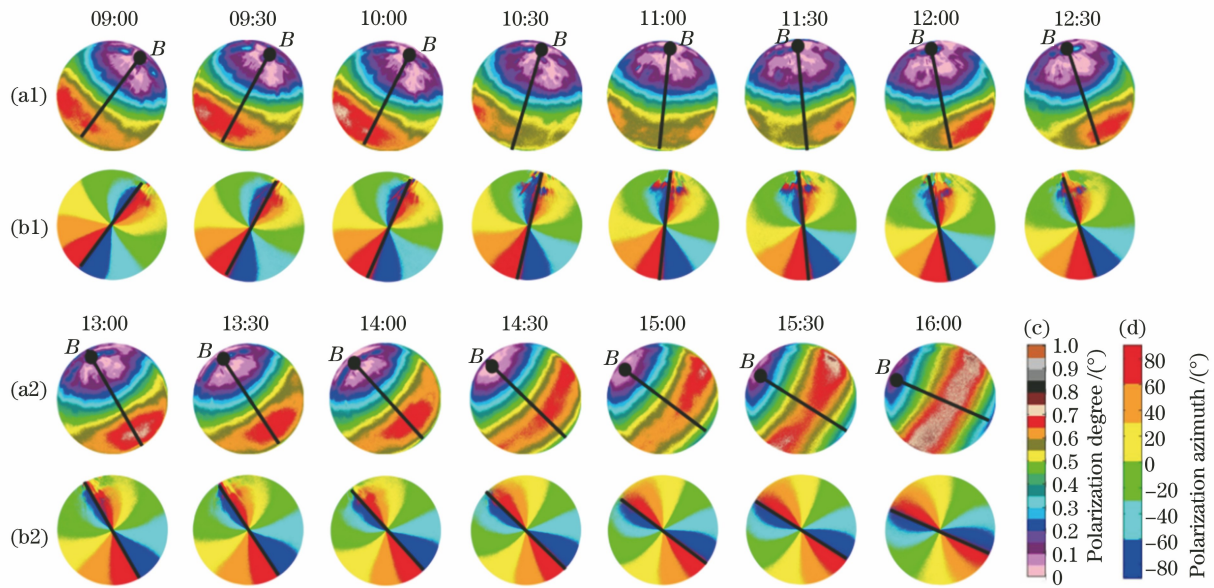 09:00 09:30 10:00 10:30 11:00 11:30 12:00 12:30
B B B B B B B B
(a1)
(b1)
13:00 13:30 14:00 14:30 15:00 15:30 16:00
B B B B B B B
(a2)
(b2)
(c)
1.0
0.9
0.8
0.7
0.6
0.5
0.4
0.3
0.2
0.1
0
Polarization degree /(°)
(d)
80
60
40
20
0
−20
−60
−40
−60
−80
Polarization azimuth /(°)